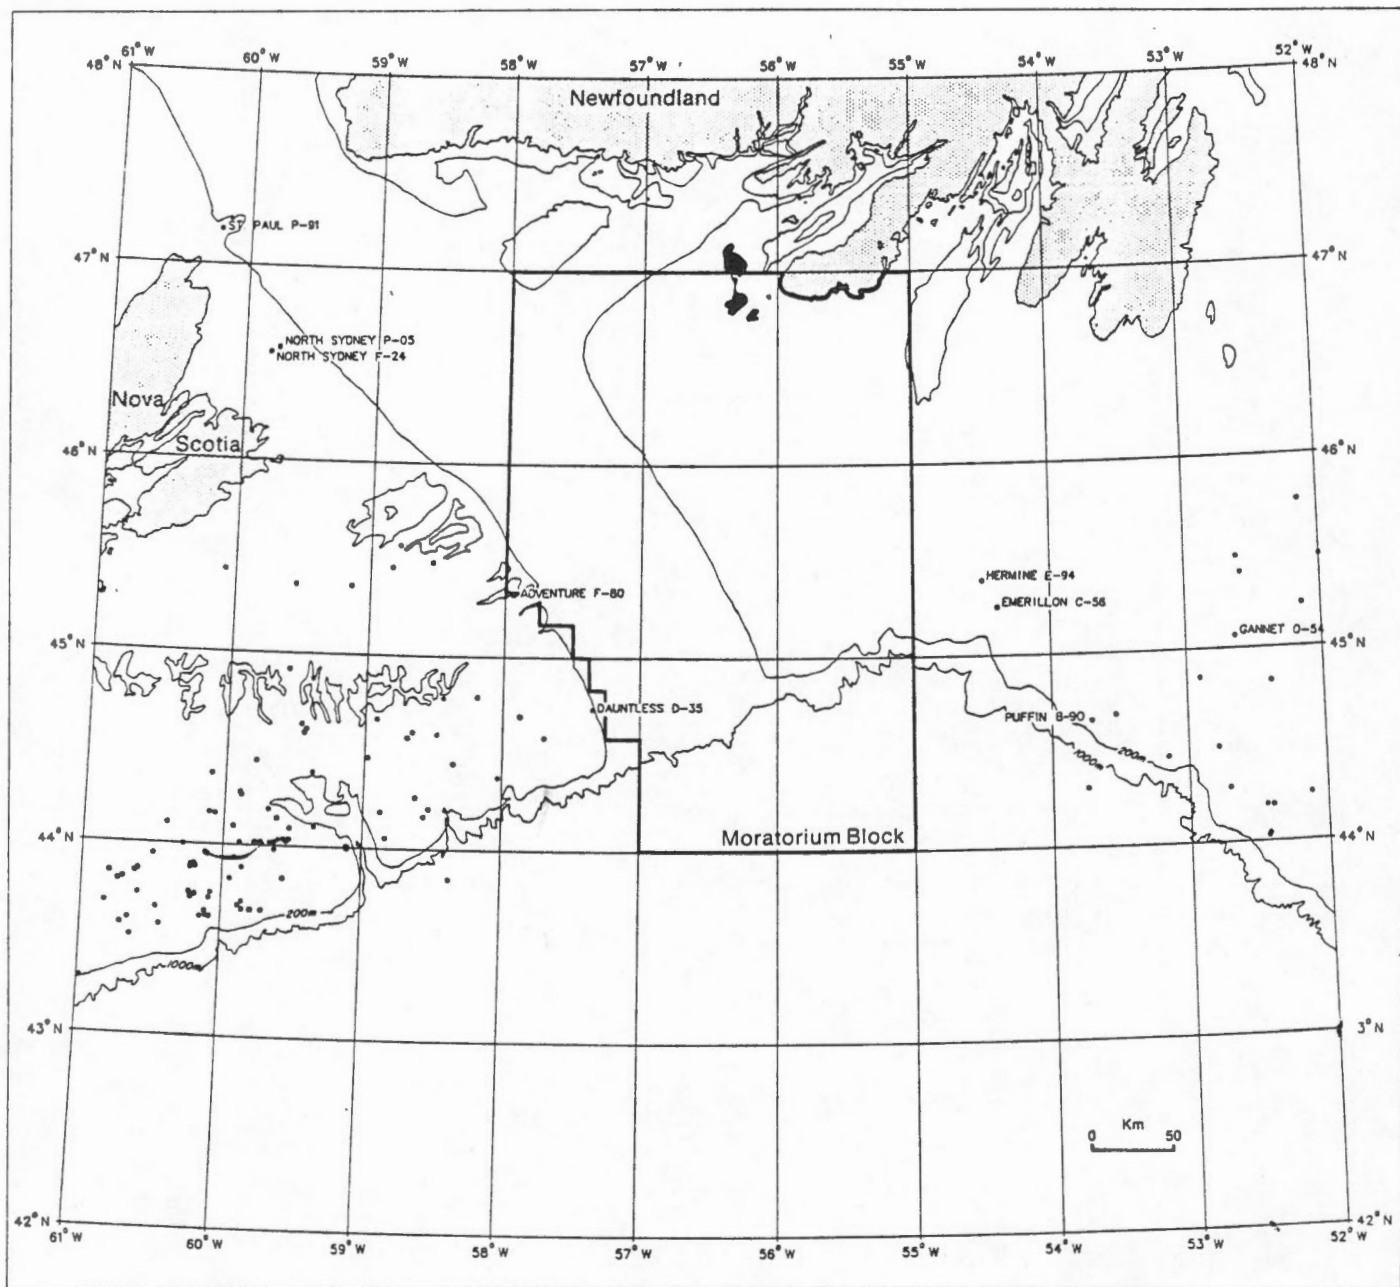 61°W
60°W
59°W
58°W
57°W
56°W
55°W
54°W
53°W
52°W
48°N
48°N
Newfoundland
ST PAUL P-91
47°N
47°N
NORTH SYDNEY P-05
NORTH SYDNEY F-24
Nova
Scotia
46°N
46°N
ADVENTURE F-80
HERMINE E-94
EMERILLON C-56
GANNET O-54
45°N
45°N
DAUNTLESS D-35
PUFFIN B-90
200m
1000m
44°N
44°N
Moratorium Block
200m
1000m
43°N
3°N
Km
0 50
42°N
42°N
61°W
60°W
59°W
58°W
57°W
56°W
55°W
54°W
53°W
52°W